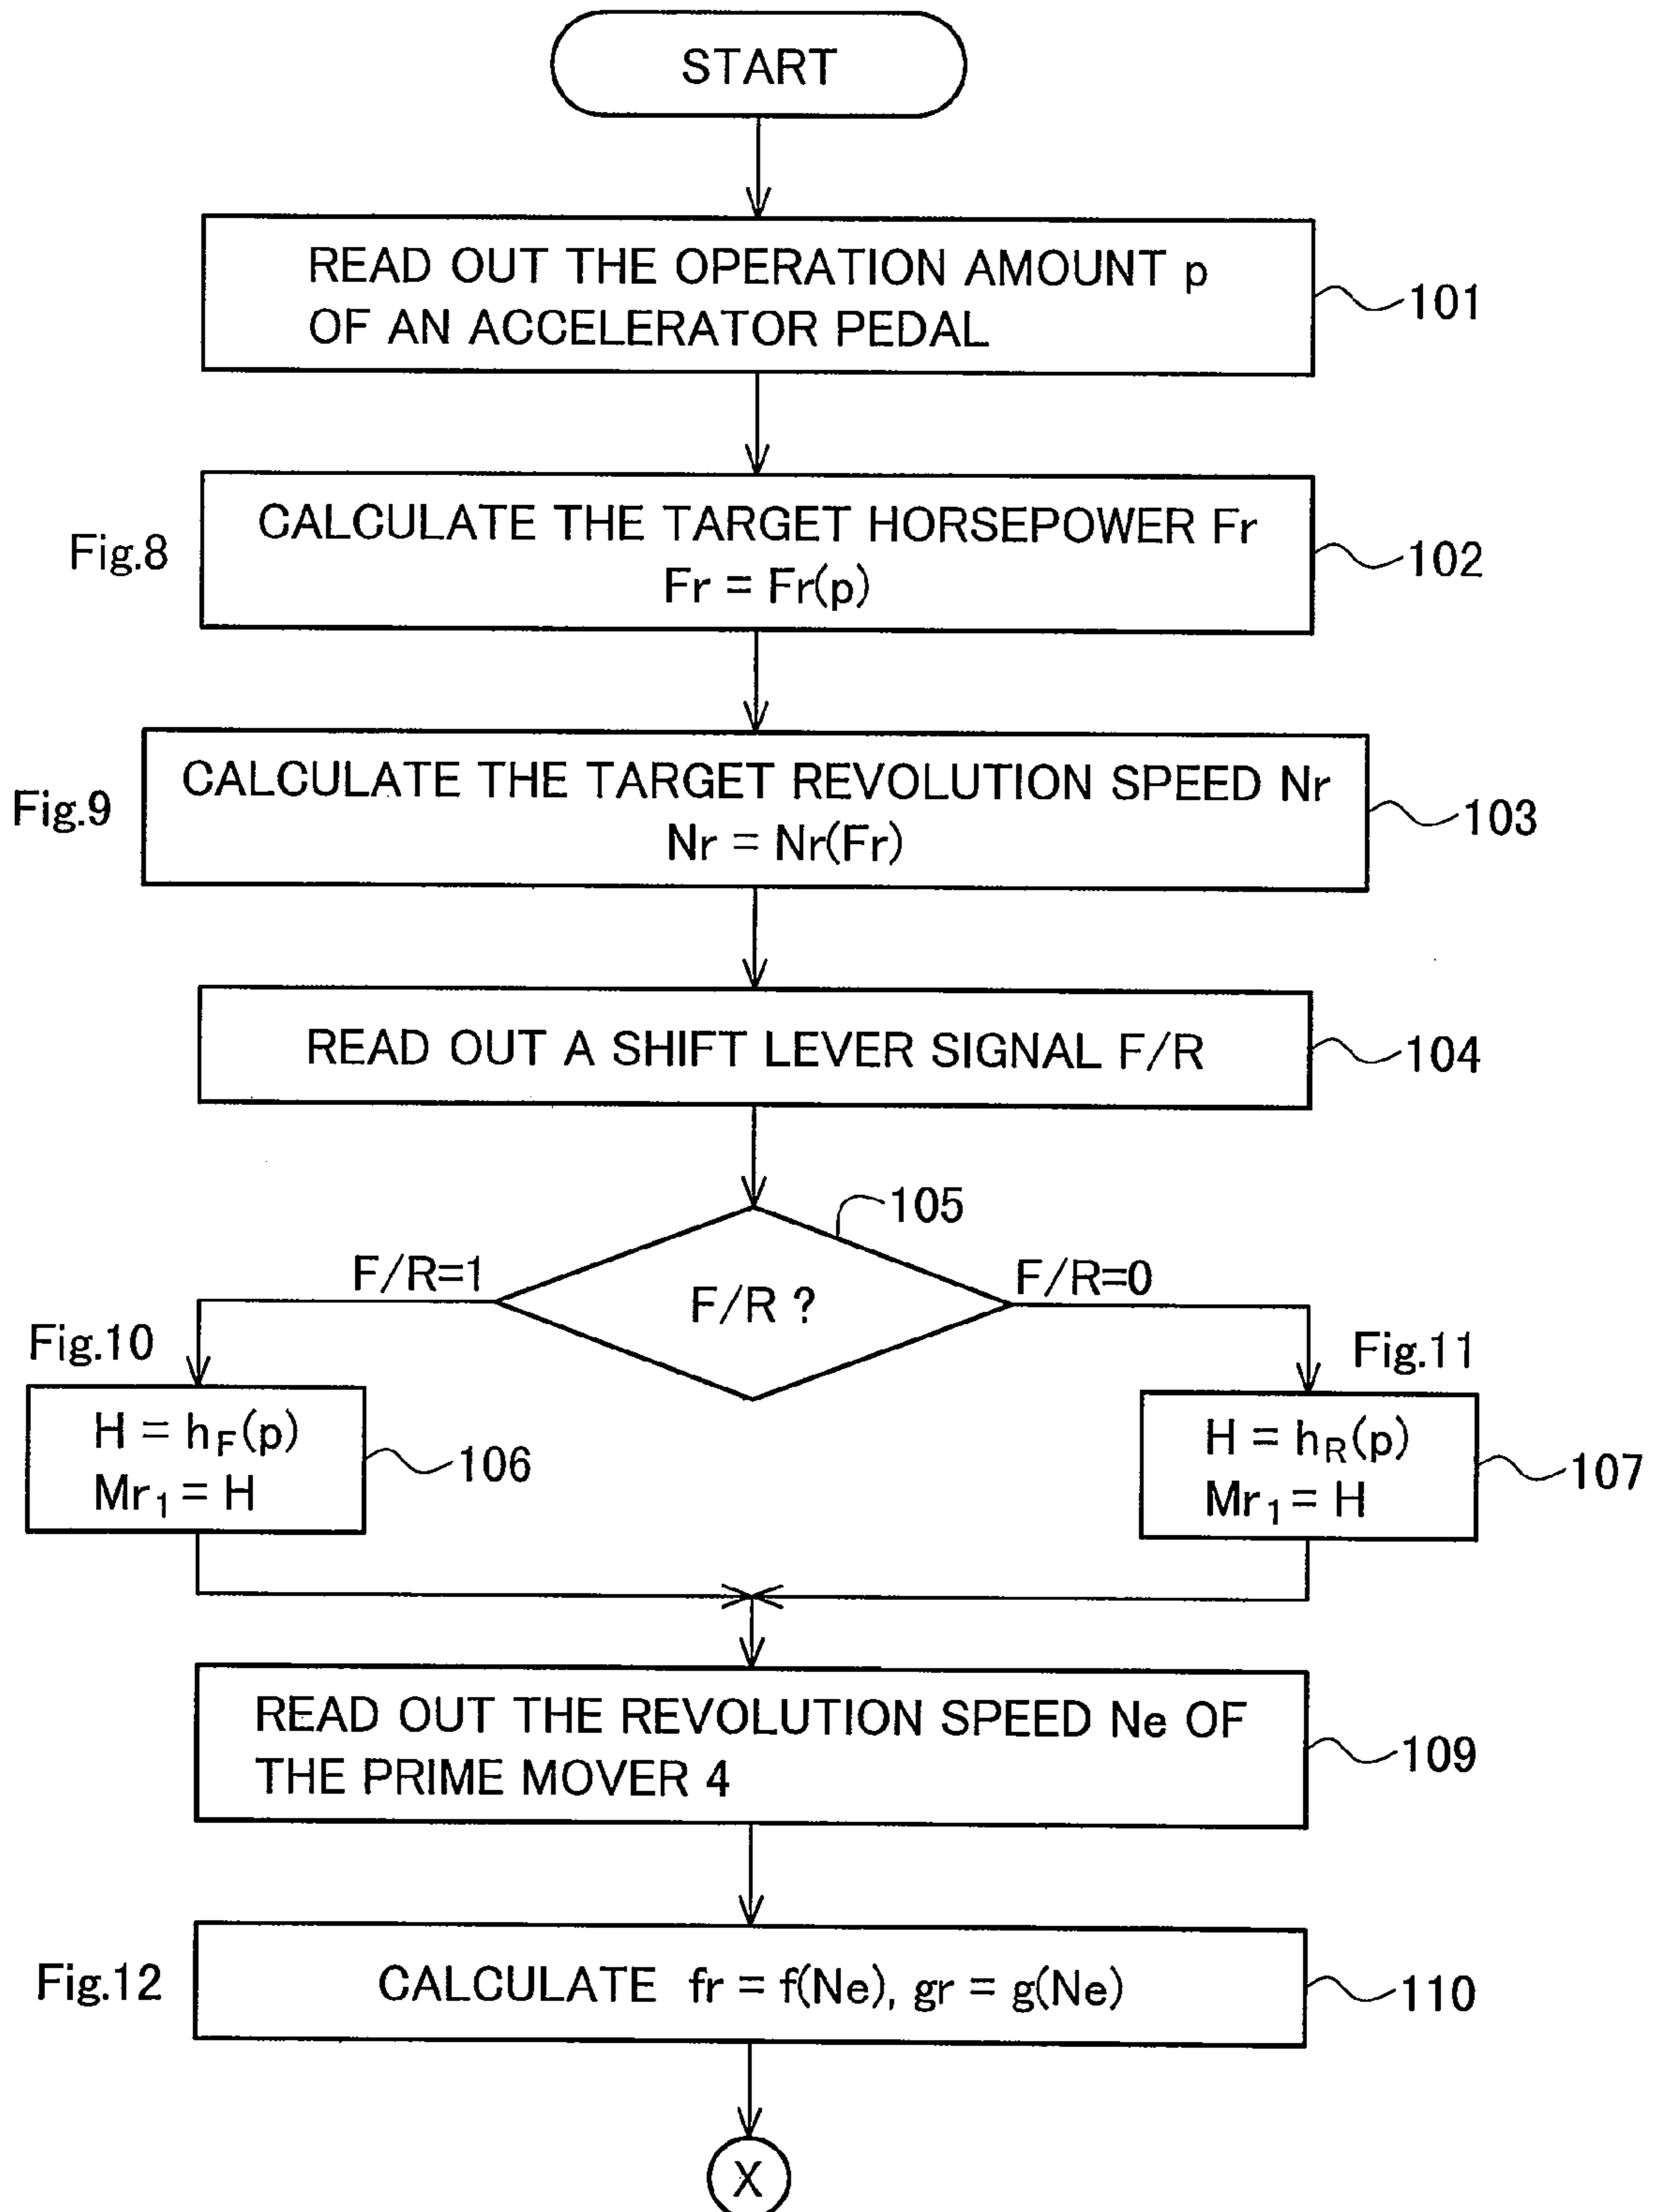 START
READ OUT THE OPERATION AMOUNT p
OF AN ACCELERATOR PEDAL
101
Fig.8
CALCULATE THE TARGET HORSEPOWER Fr
Fr = Fr(p)
102
Fig.9
CALCULATE THE TARGET REVOLUTION SPEED Nr
Nr = Nr(Fr)
103
READ OUT A SHIFT LEVER SIGNAL F/R
104
105
F/R=1
F/R ?
F/R=0
Fig.10
H = hF(p)
Mr1 = H
106
Fig.11
H = hR(p)
Mr1 = H
107
READ OUT THE REVOLUTION SPEED Ne OF
THE PRIME MOVER 4
109
Fig.12
CALCULATE fr = f(Ne), gr = g(Ne)
110
X